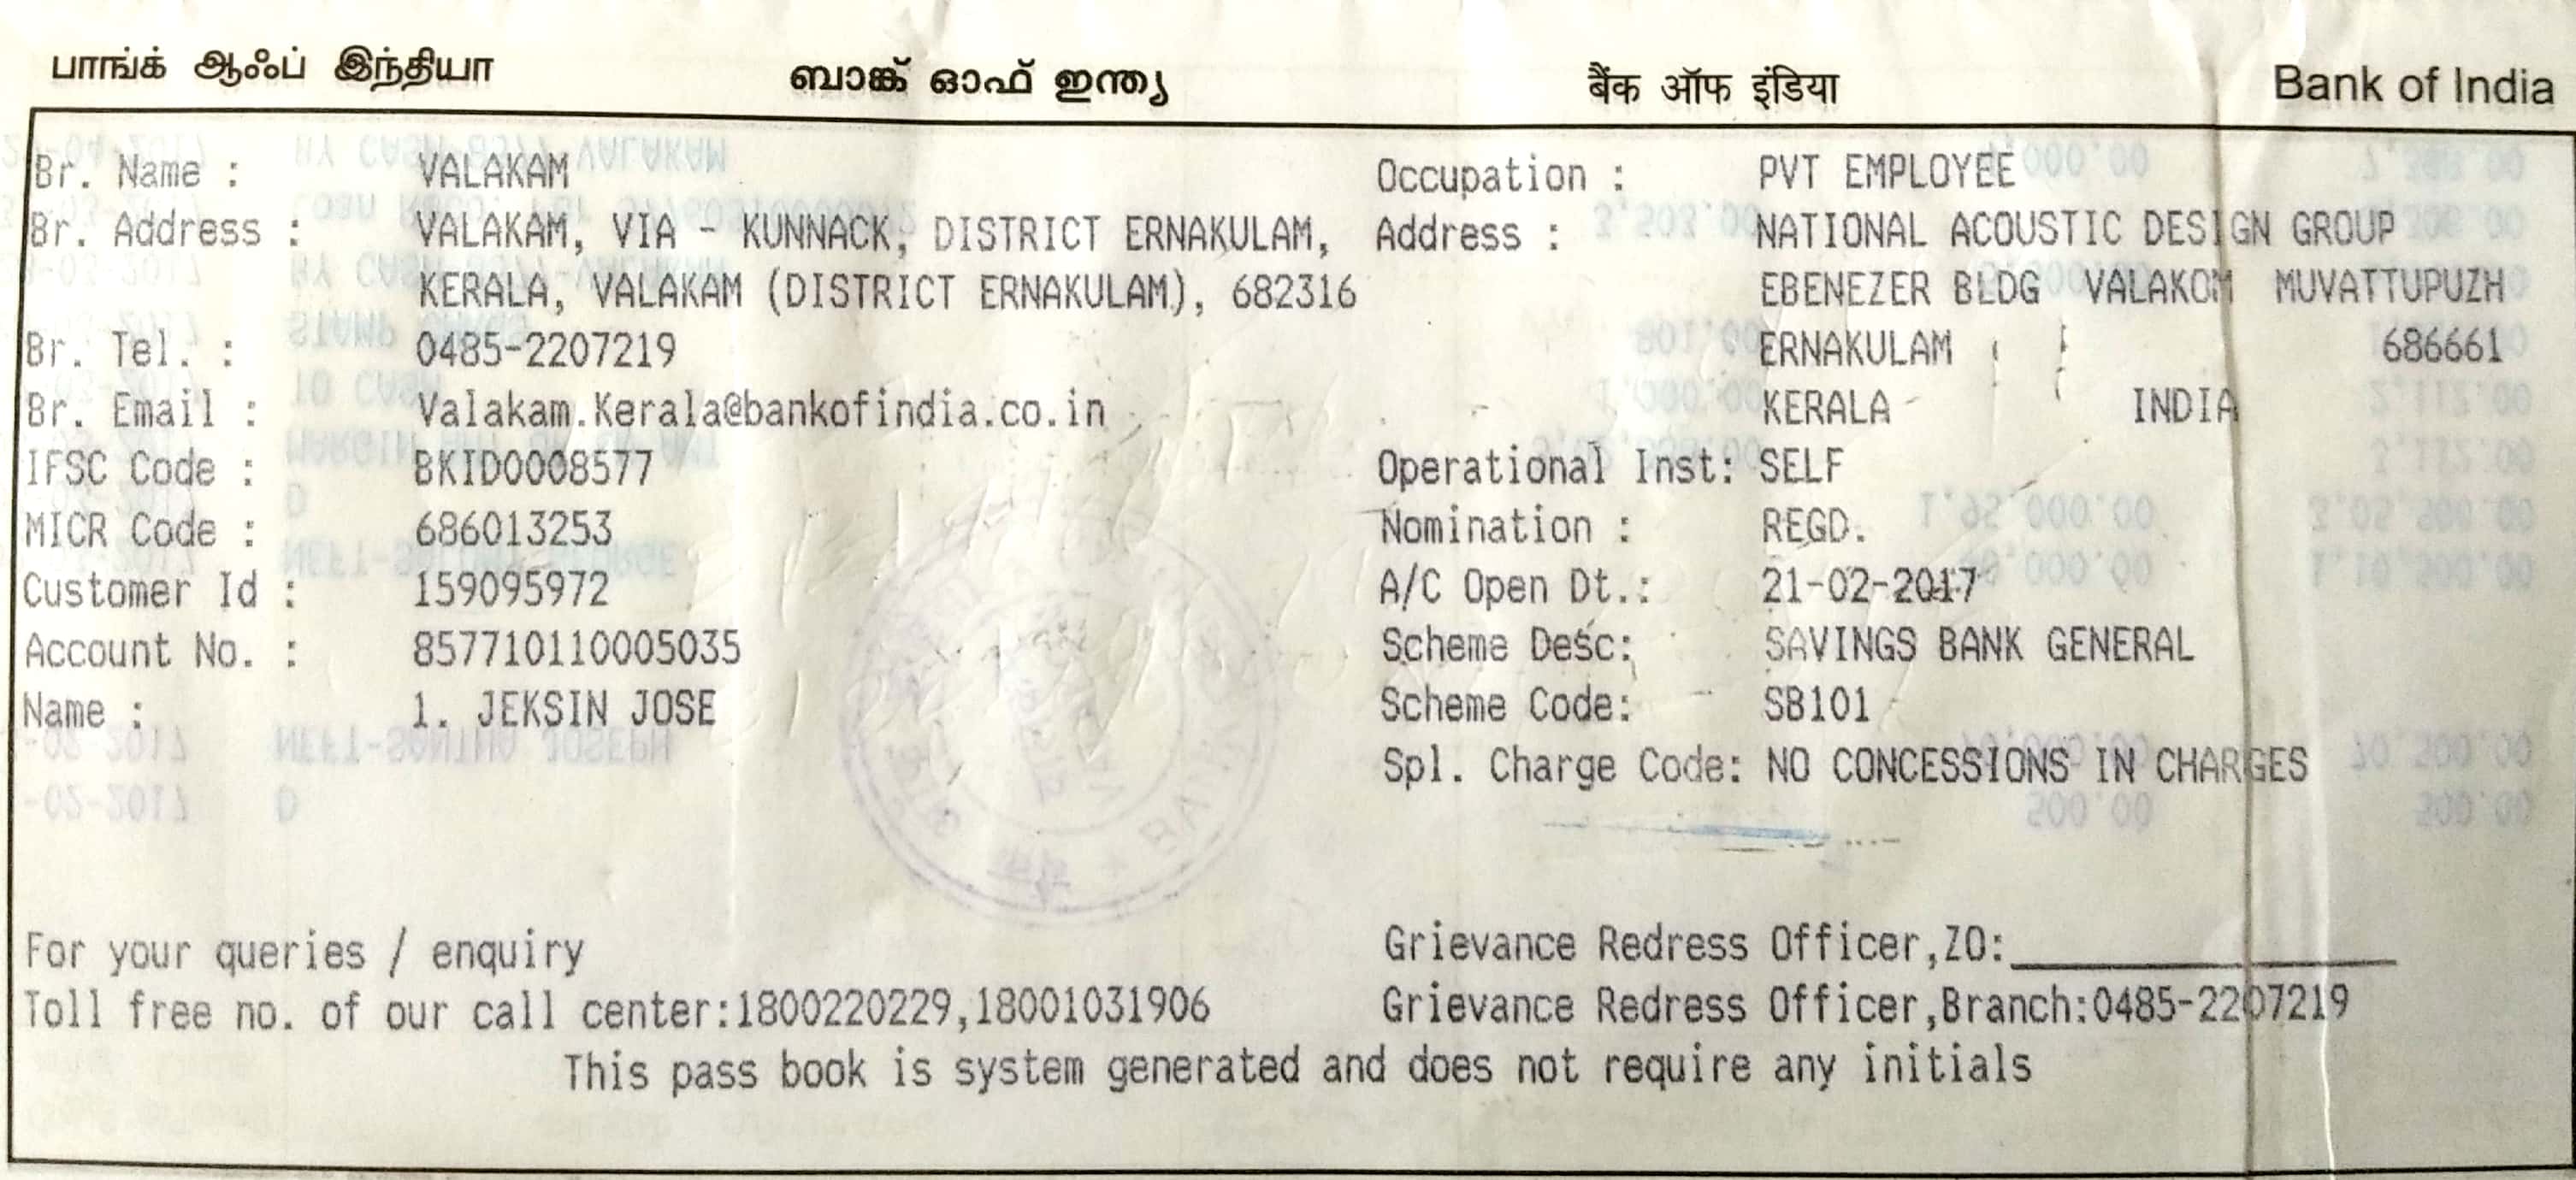 பாங்க் ஆஃப் இந்தியா ബാങ്ക് ഓഫ് ഇന്ത്യ बैंक ऑफ इंडिया Bank of India
Br. Name : VALAKAM
Br. Address : VALAKAM, VIA - KUNNACK, DISTRICT ERNAKULAM,
KERALA, VALAKAM (DISTRICT ERNAKULAM), 682316
Br. Tel. : 0485-2207219
Br. Email : Valakam.Kerala@bankofindia.co.in
IFSC Code : BKID0008577
MICR Code : 686013253
Customer Id : 159095972
Account No. : 857710110005035
Name : 1. JEKSIN JOSE
Occupation : PVT EMPLOYEE
Address : NATIONAL ACOUSTIC DESIGN GROUP
EBENEZER BLDG VALAKOM MUVATTUPUZH
ERNAKULAM 686661
KERALA INDIA
Operational Inst: SELF
Nomination : REGD.
A/C Open Dt.: 21-02-2017
Scheme Desc: SAVINGS BANK GENERAL
Scheme Code: SB101
Spl. Charge Code: NO CONCESSIONS IN CHARGES
For your queries / enquiry
Toll free no. of our call center:1800220229,18001031906
Grievance Redress Officer,ZO:
Grievance Redress Officer,Branch:0485-2207219
This pass book is system generated and does not require any initials